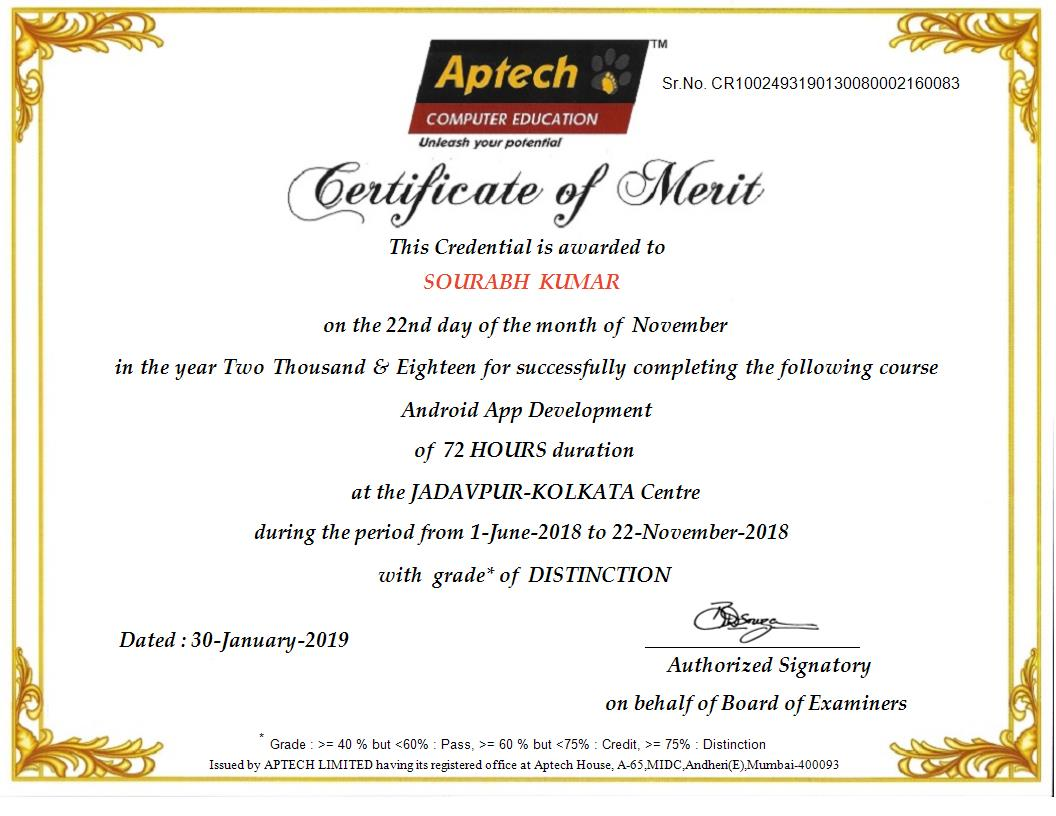 Aptech
TM
COMPUTER EDUCATION
Unleash your potential
Sr.No. CR1002493190130080002160083
Certificate of Merit
This Credential is awarded to
SOURABH KUMAR
on the 22nd day of the month of November
in the year Two Thousand & Eighteen for successfully completing the following course
Android App Development
of 72 HOURS duration
at the JADAVPUR-KOLKATA Centre
during the period from 1-June-2018 to 22-November-2018
with grade* of DISTINCTION
Dated : 30-January-2019
Authorized Signatory
on behalf of Board of Examiners
* Grade : >= 40 % but <60% : Pass, >= 60 % but <75% : Credit, >= 75% : Distinction
Issued by APTECH LIMITED having its registered office at Aptech House, A-65,MIDC,Andheri(E),Mumbai-400093